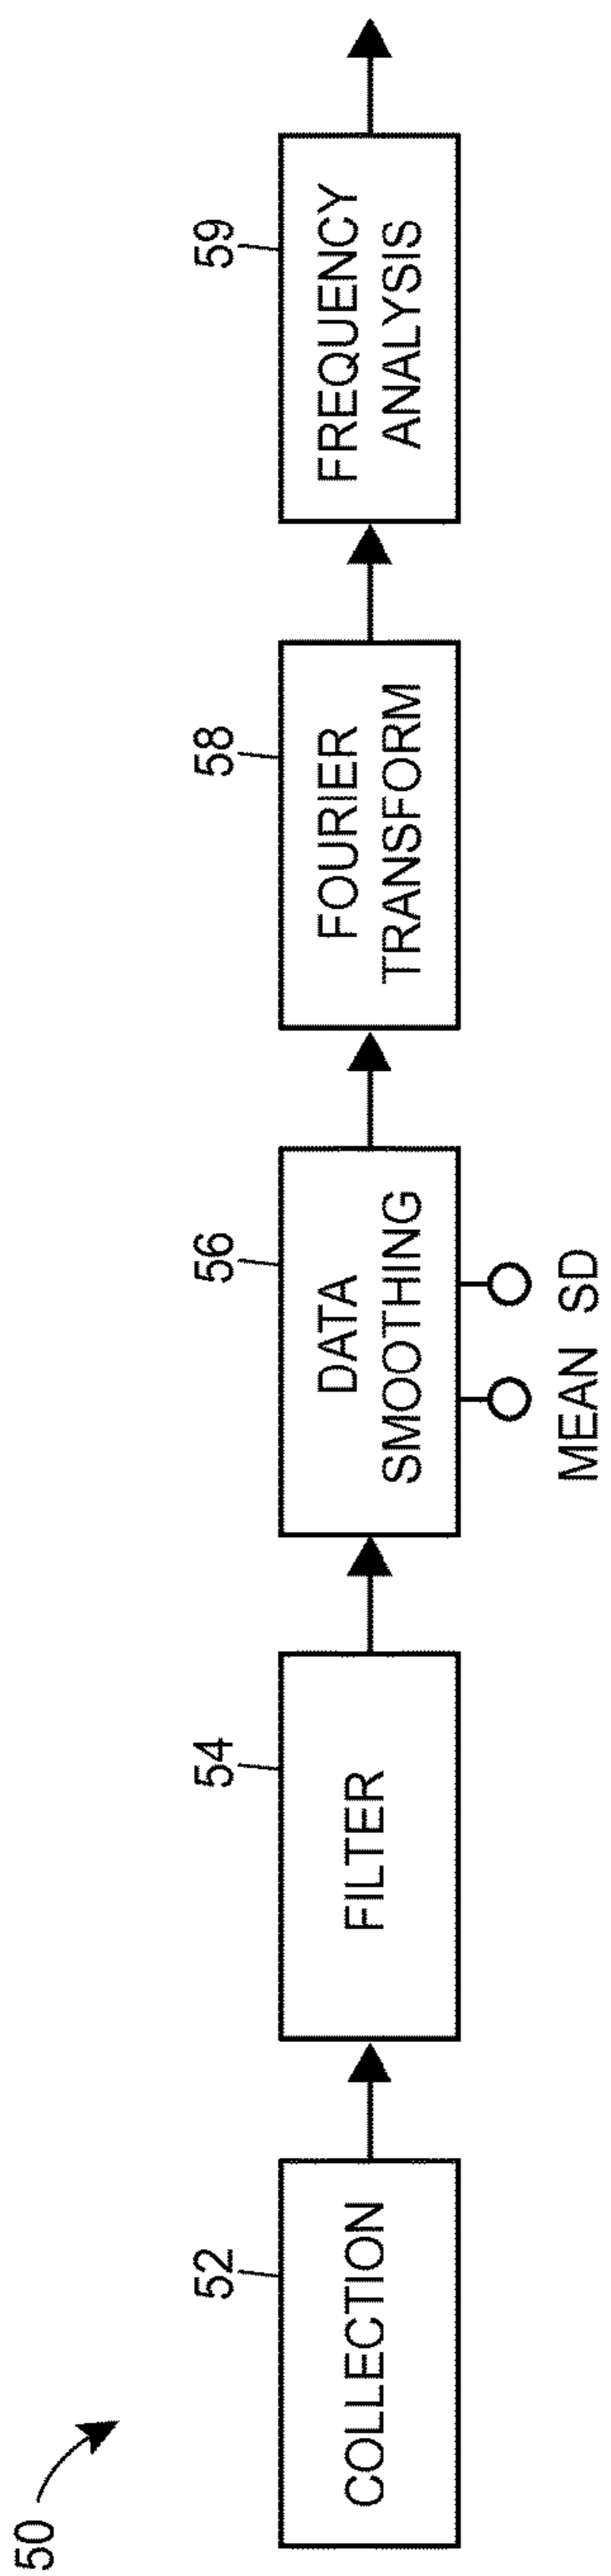 50
52
COLLECTION
54
FILTER
56
DATA
SMOOTHING
MEAN SD
58
FOURIER
TRANSFORM
59
FREQUENCY
ANALYSIS